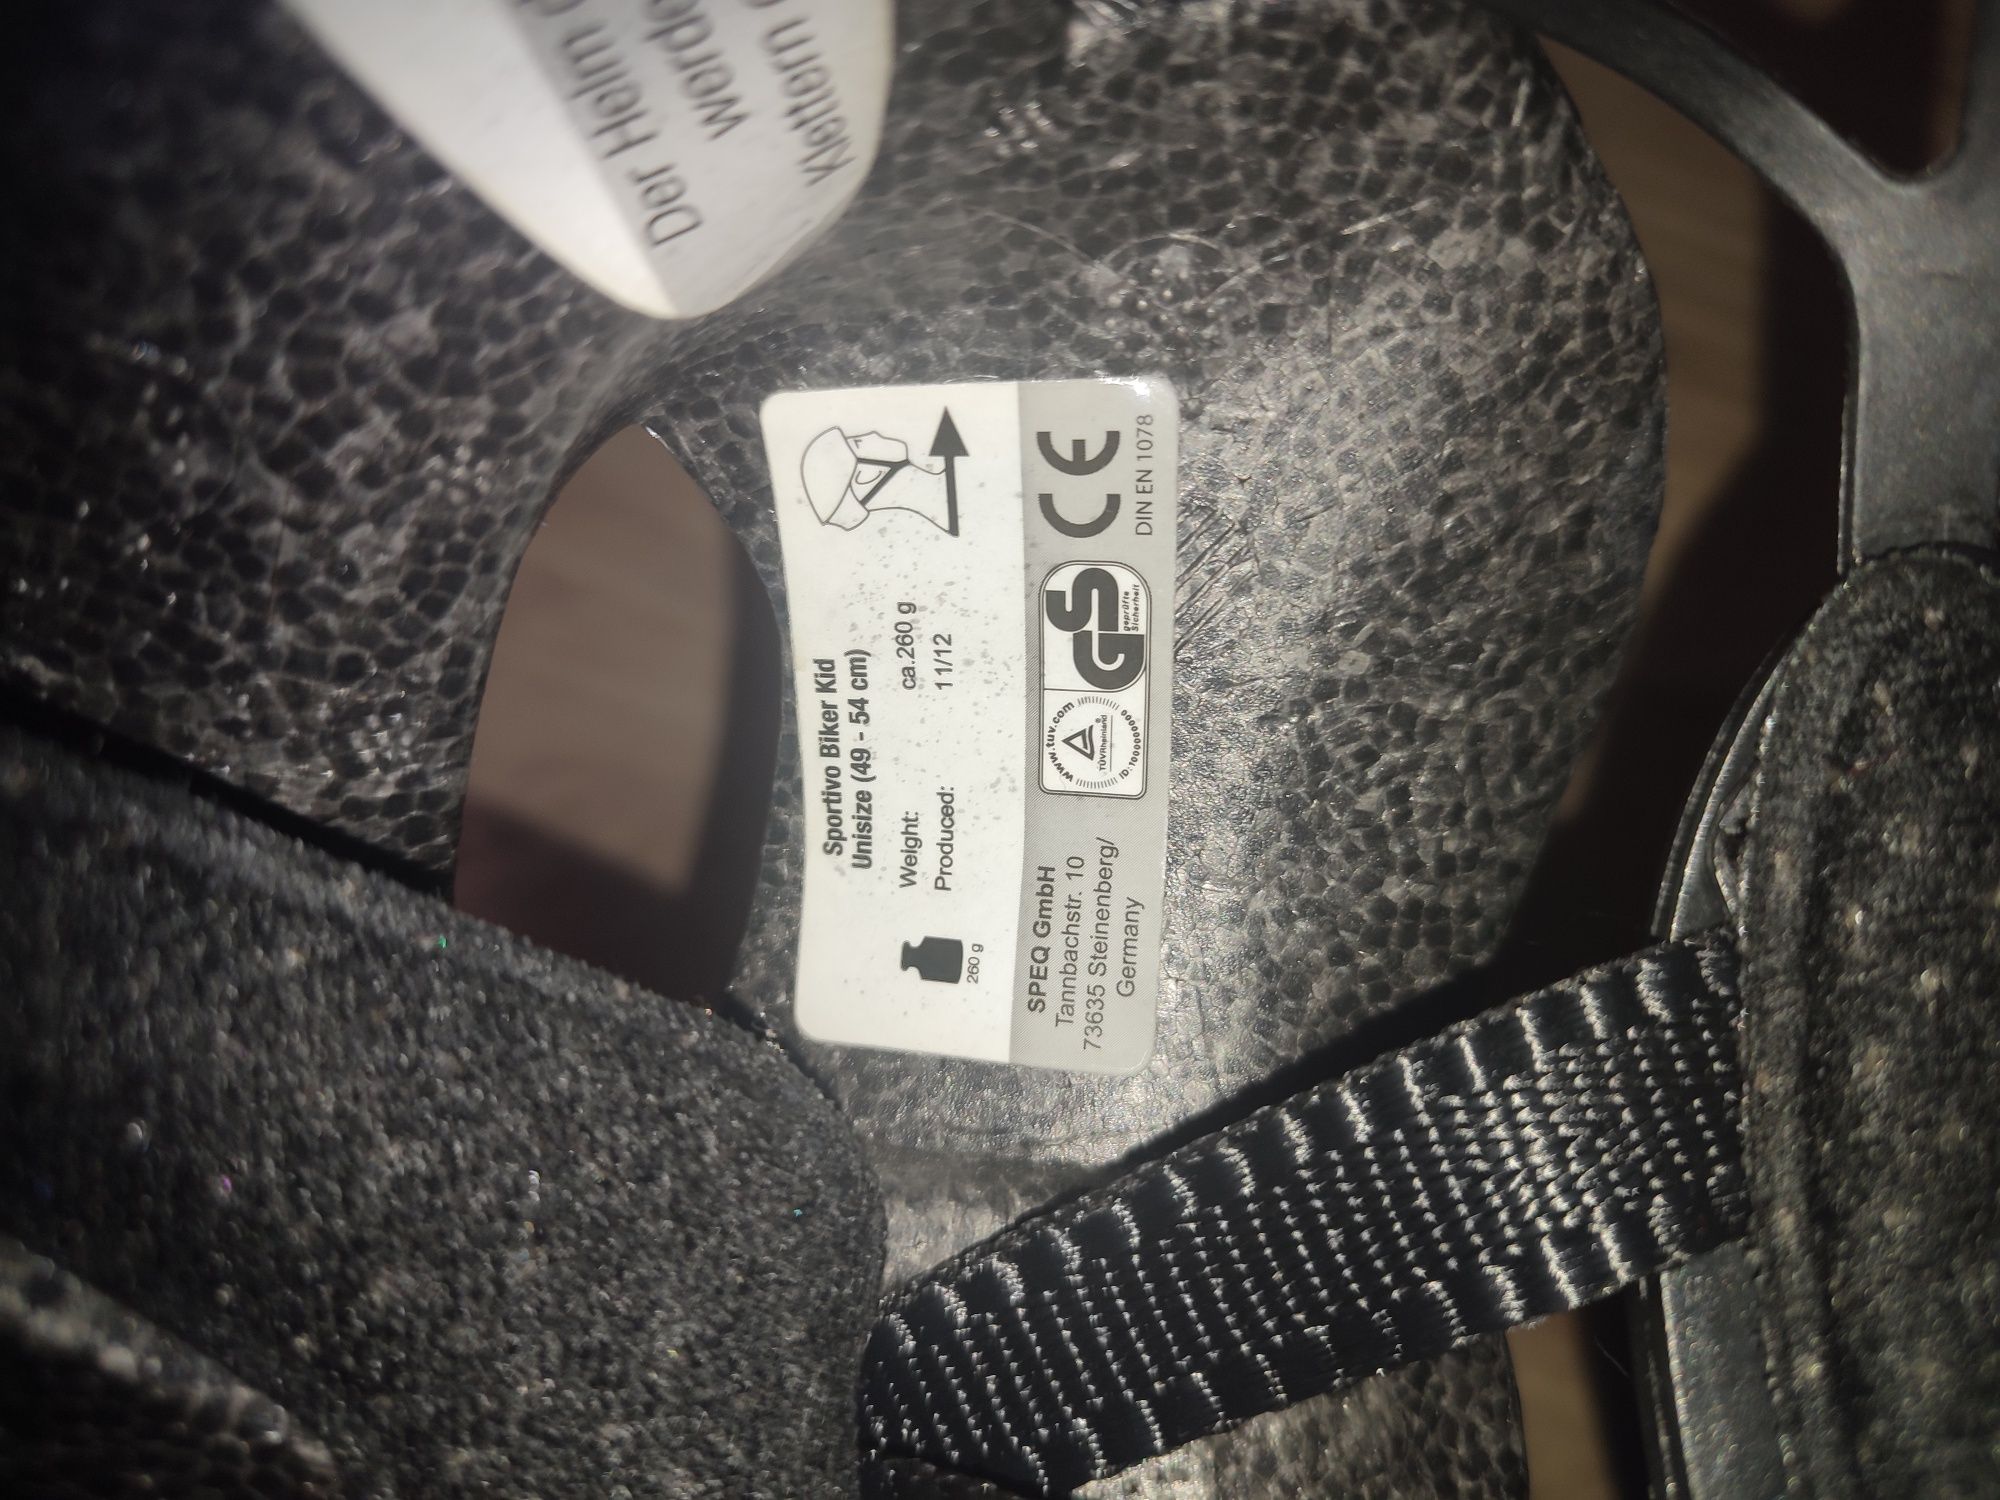 Der Helm d
werde
Klettern
Sportivo Biker Kid
Unisize (49 - 54 cm)
Weight: ca.260 g
Produced: 11/12
260 g
SPEQ GmbH
Tannbachstr. 10
73635 Steinenberg/
Germany
www.tuv.com
TÜVRheinland®
ID:1000000000
GS
geprüfte
Sicherheit
CE
DIN EN 1078